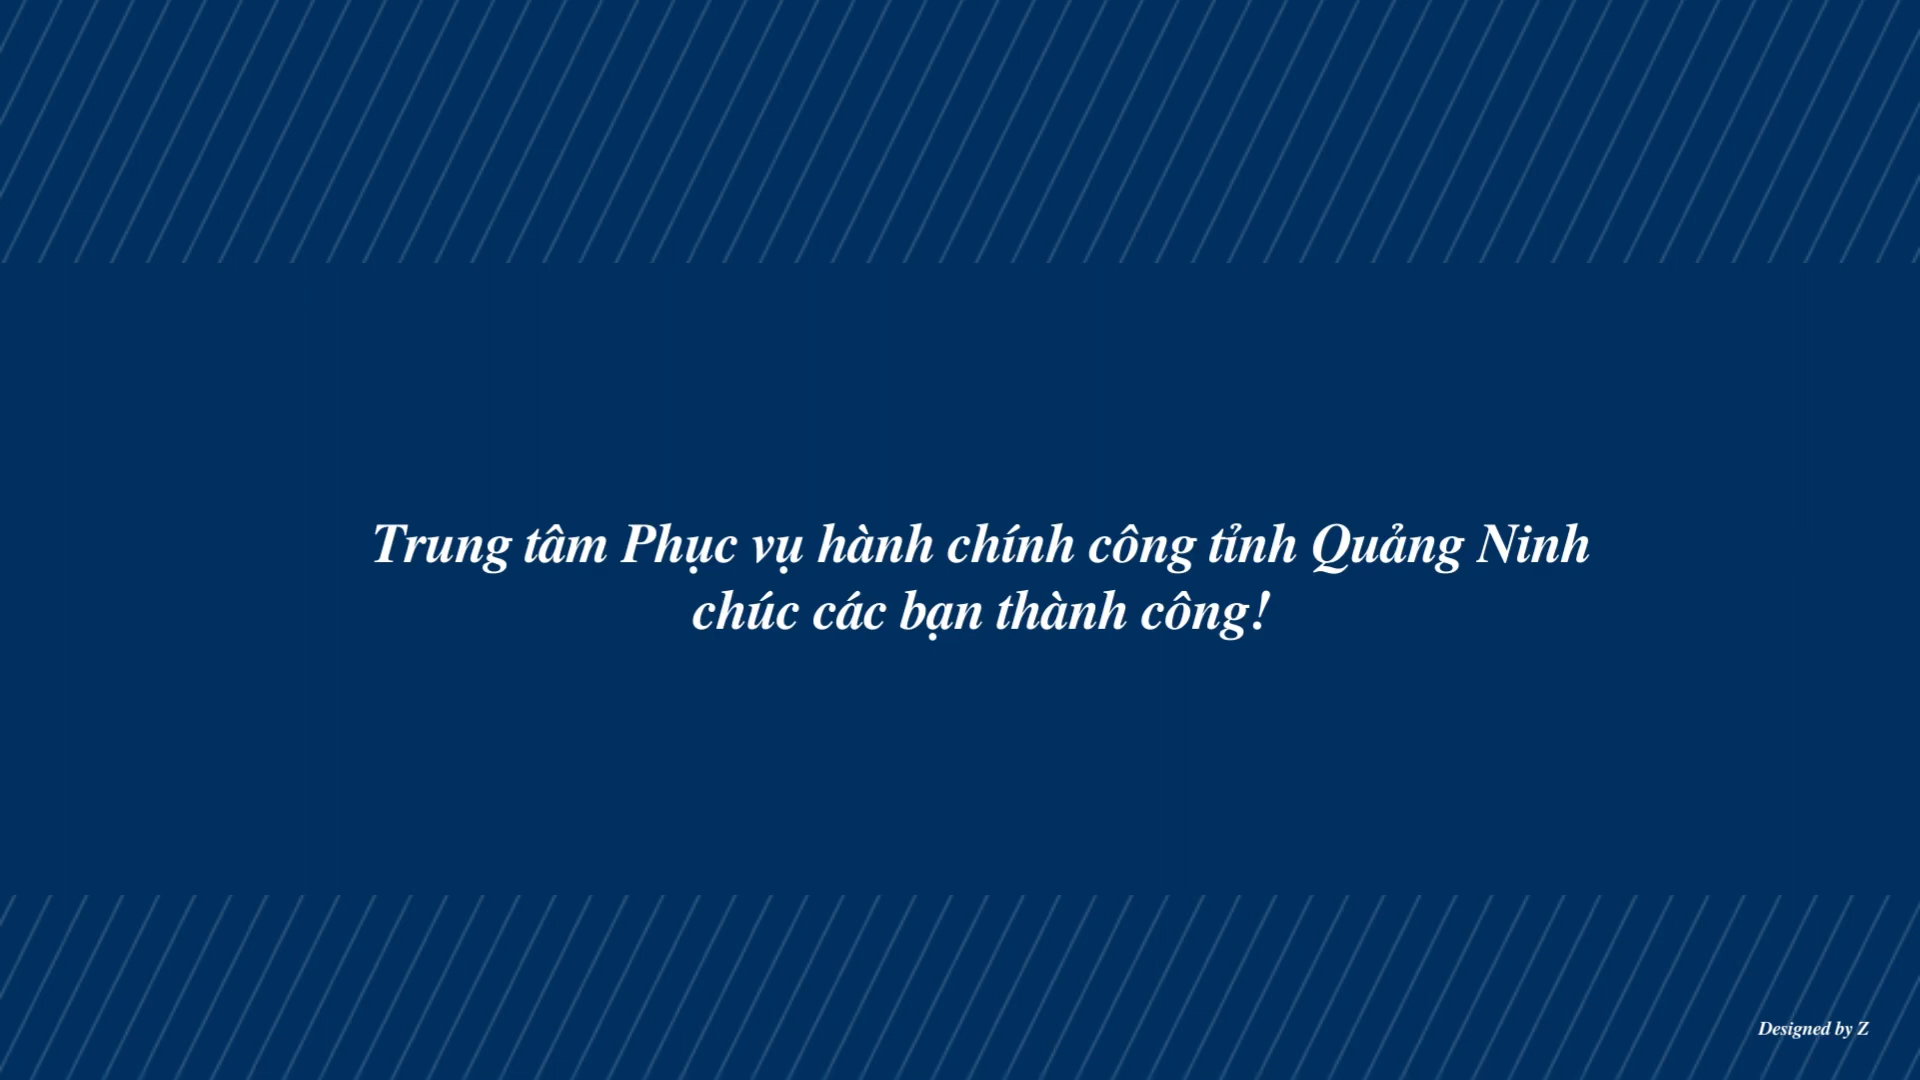 Trung tâm Phục vụ hành chính công tỉnh Quảng Ninh
chúc các bạn thành công!
Designed by Z